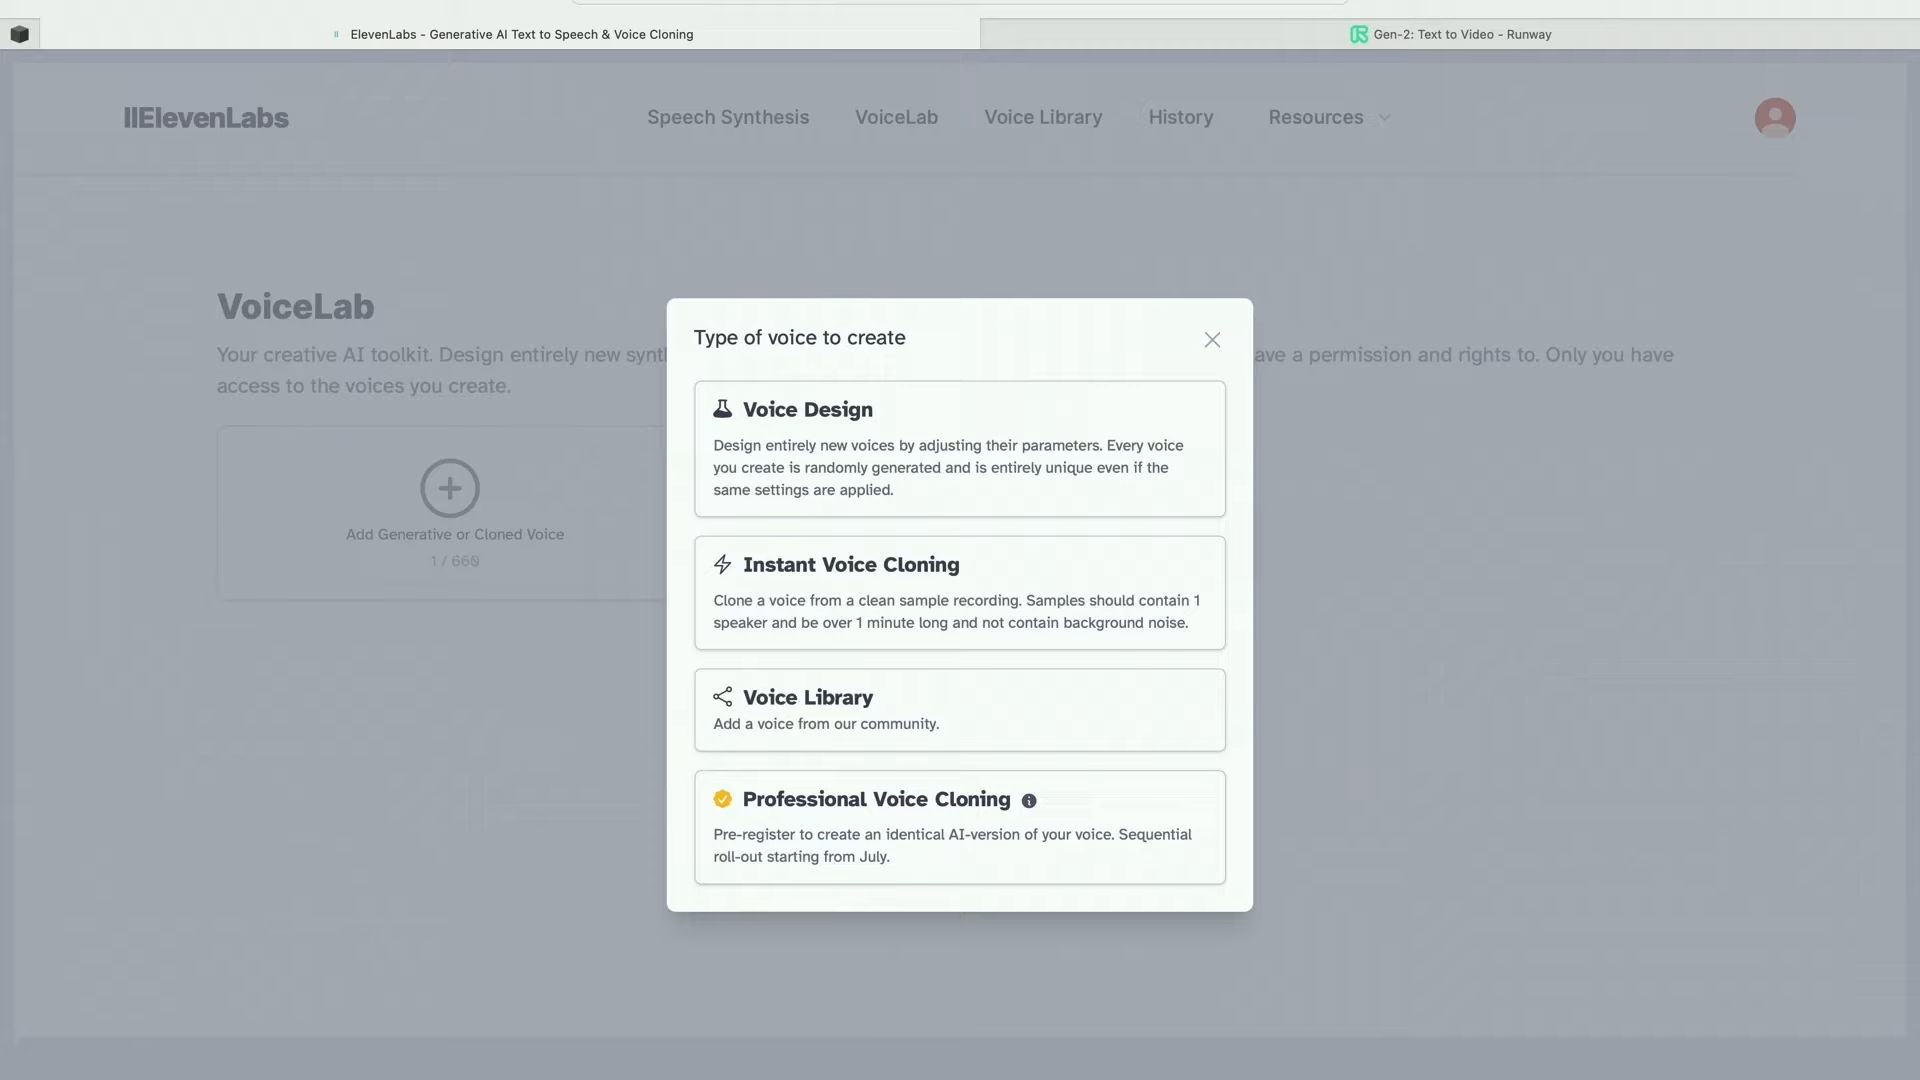 ElevenLabs - Generative AI Text to Speech & Voice Cloning
Gen-2: Text to Video - Runway
IIElevenLabs
Speech Synthesis
VoiceLab
Voice Library
History
Resources
VoiceLab
Your creative AI toolkit. Design entirely new synth
ave a permission and rights to. Only you have
access to the voices you create.
Add Generative or Cloned Voice
1 / 660
Type of voice to create
Voice Design
Design entirely new voices by adjusting their parameters. Every voice
you create is randomly generated and is entirely unique even if the
same settings are applied.
Instant Voice Cloning
Clone a voice from a clean sample recording. Samples should contain 1
speaker and be over 1 minute long and not contain background noise.
Voice Library
Add a voice from our community.
Professional Voice Cloning
Pre-register to create an identical AI-version of your voice. Sequential
roll-out starting from July.